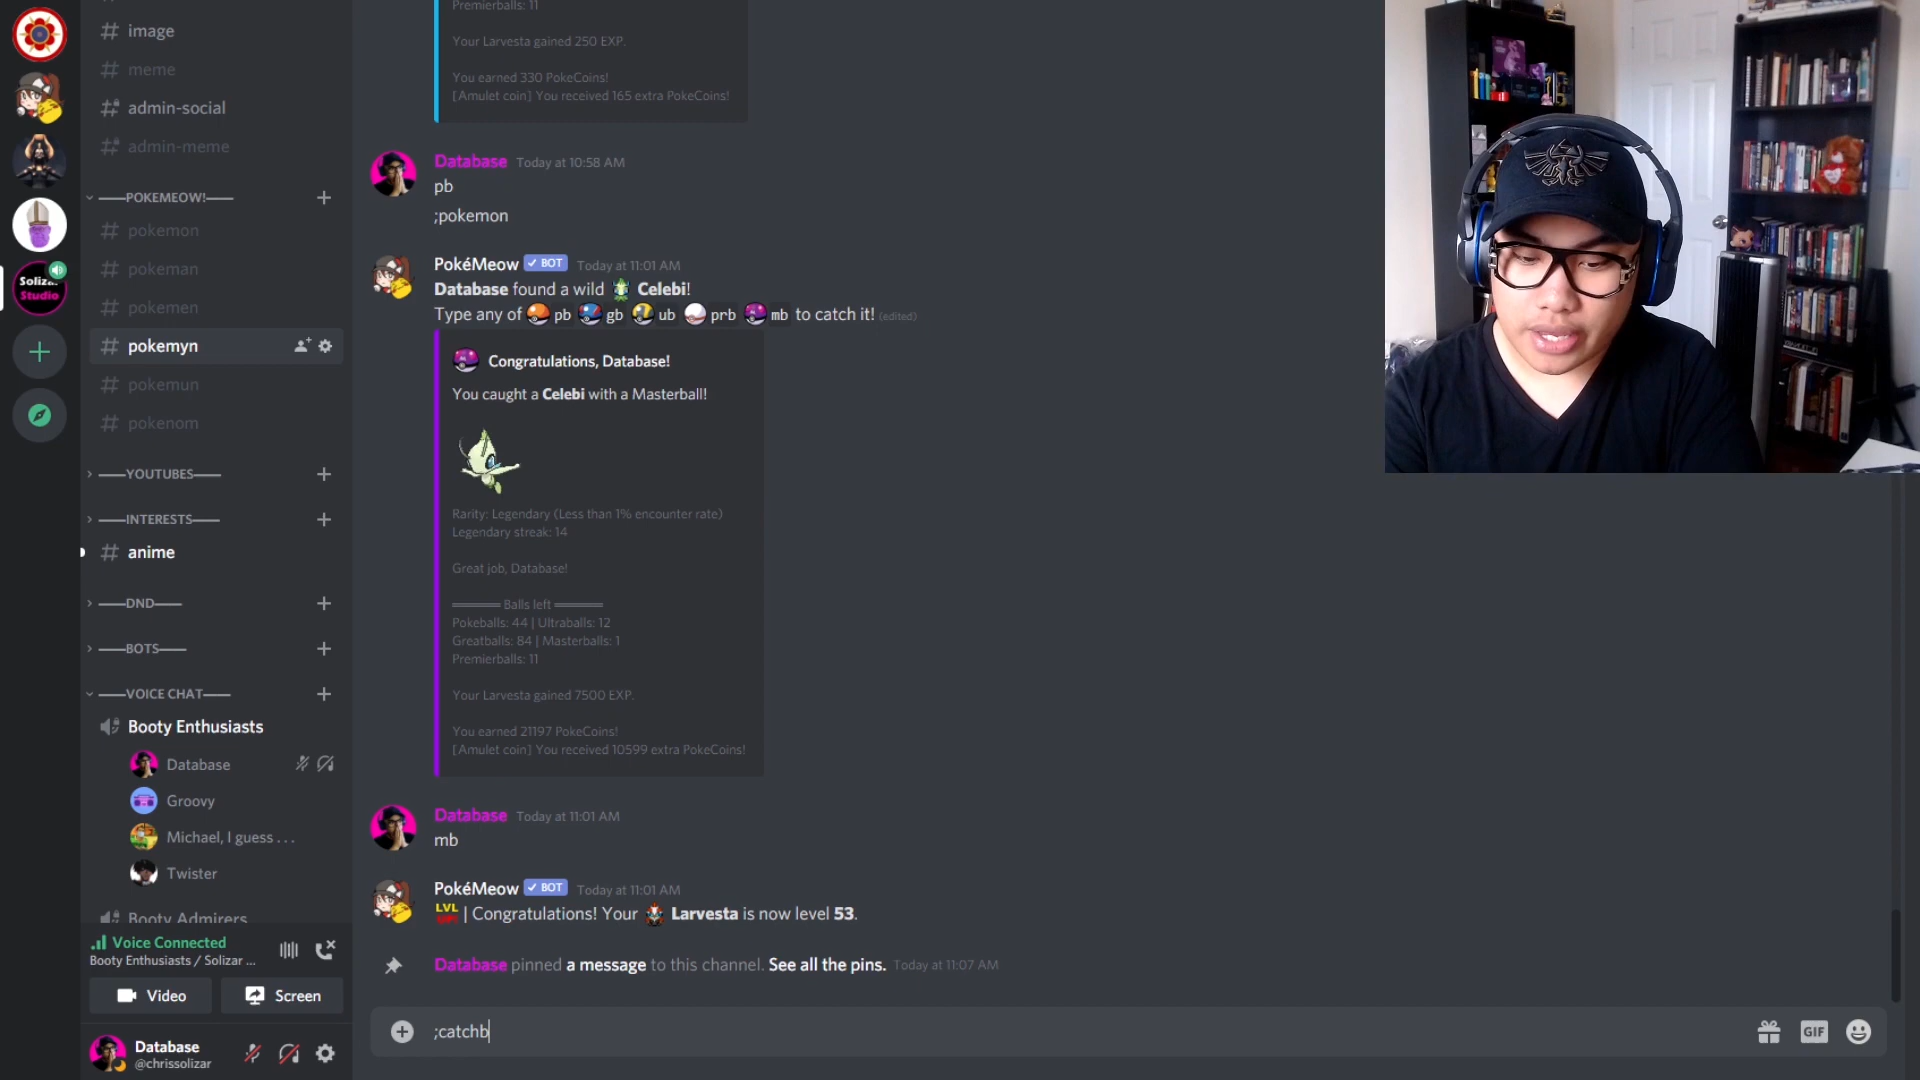 image
meme
admin-social
admin-meme
POKEMEOW!
pokemon
pokeman
pokemen
pokemyn
pokemun
pokenom
YOUTUBES
INTERESTS
anime
DND
BOTS
VOICE CHAT
Booty Enthusiasts
Database
Groovy
Michael, I guess . . .
Twister
Booty Admirers
Voice Connected
Booty Enthusiasts / Solizar ...
Video
Screen
Database
@chrissolizar
Soliza
Studio
Premierballs: 11
Your Larvesta gained 250 EXP.
You earned 330 PokeCoins!
[Amulet coin] You received 165 extra PokeCoins!
Database Today at 10:58 AM
pb
;pokemon
PokéMeow ✓ BOT Today at 11:01 AM
Database found a wild Celebi!
Type any of pb gb ub prb mb to catch it! (edited)
Congratulations, Database!
You caught a Celebi with a Masterball!
Rarity: Legendary (Less than 1% encounter rate)
Legendary streak: 14
Great job, Database!
Balls left
Pokeballs: 44 | Ultraballs: 12
Greatballs: 84 | Masterballs: 1
Premierballs: 11
Your Larvesta gained 7500 EXP.
You earned 21197 PokeCoins!
[Amulet coin] You received 10599 extra PokeCoins!
Database Today at 11:01 AM
mb
PokéMeow ✓ BOT Today at 11:01 AM
LVL | Congratulations! Your Larvesta is now level 53.
Database pinned a message to this channel. See all the pins. Today at 11:07 AM
;catchb
GIF